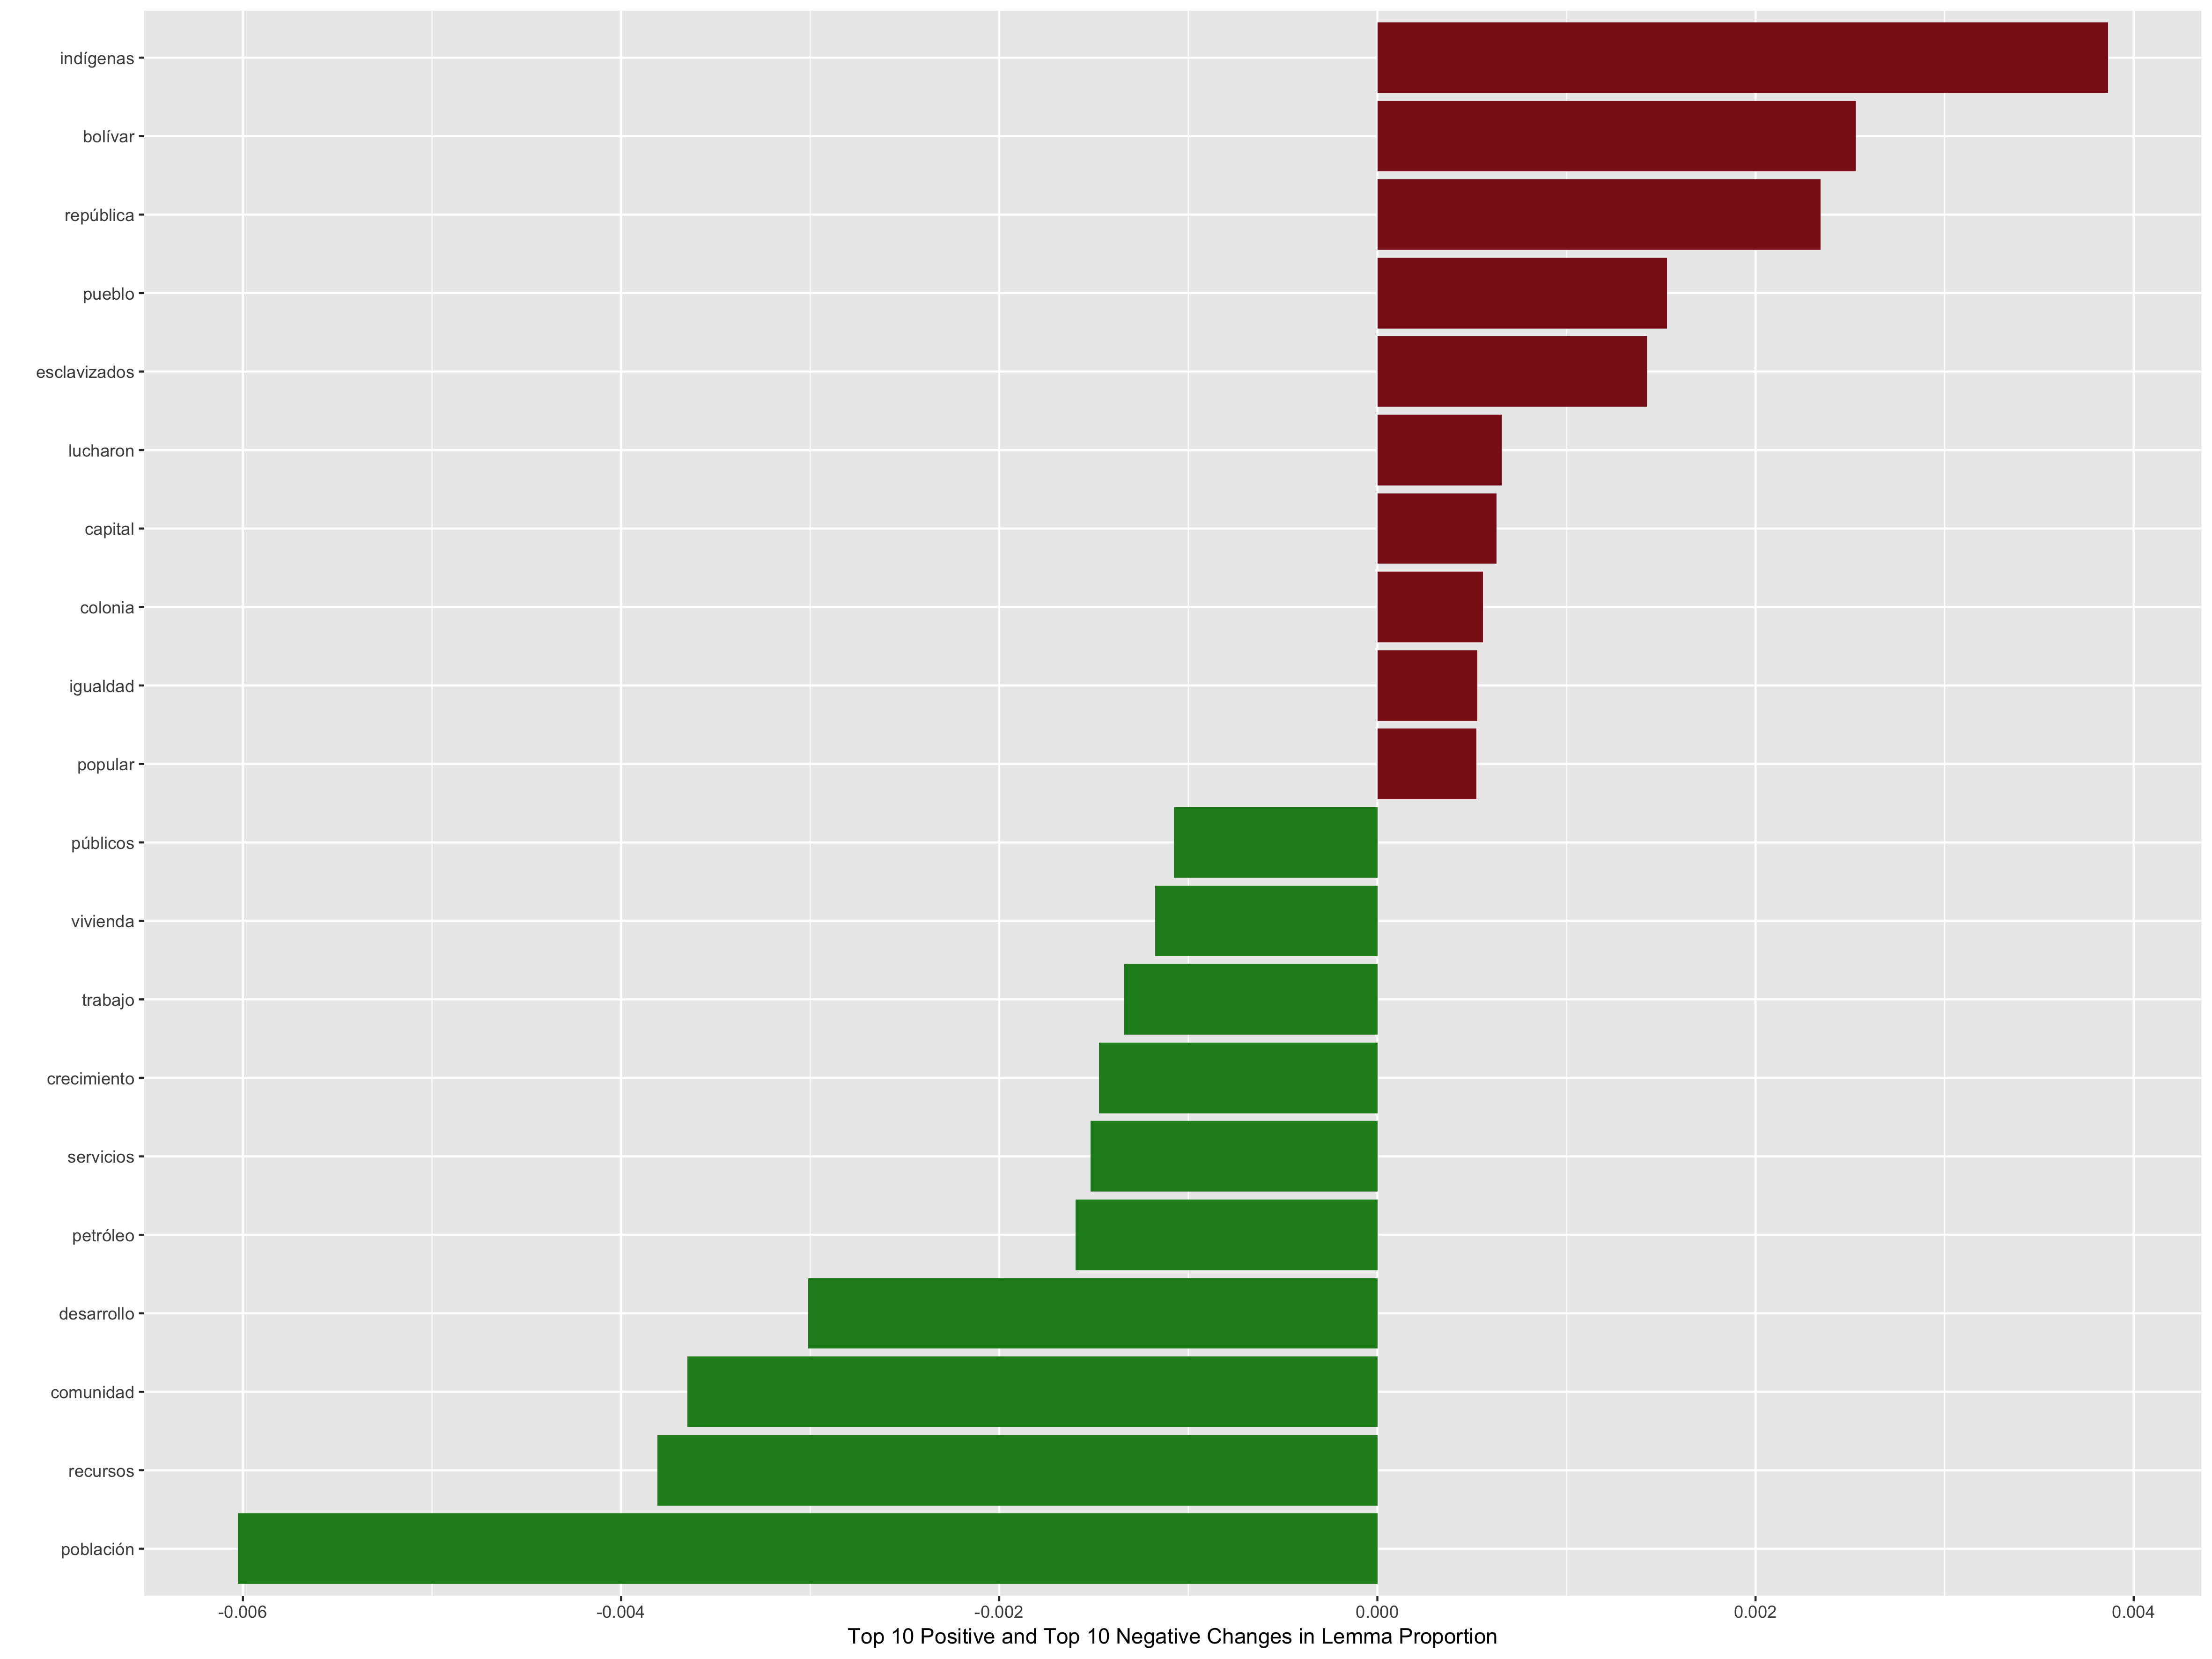 indígenas
bolívar
república
pueblo
esclavizados
lucharon
capital
colonia
igualdad
popular
públicos
vivienda
trabajo
crecimiento
servicios
petróleo
desarrollo
comunidad
recursos
población
-0.006 -0.004 -0.002 0.000 0.002 0.004
Top 10 Positive and Top 10 Negative Changes in Lemma Proportion